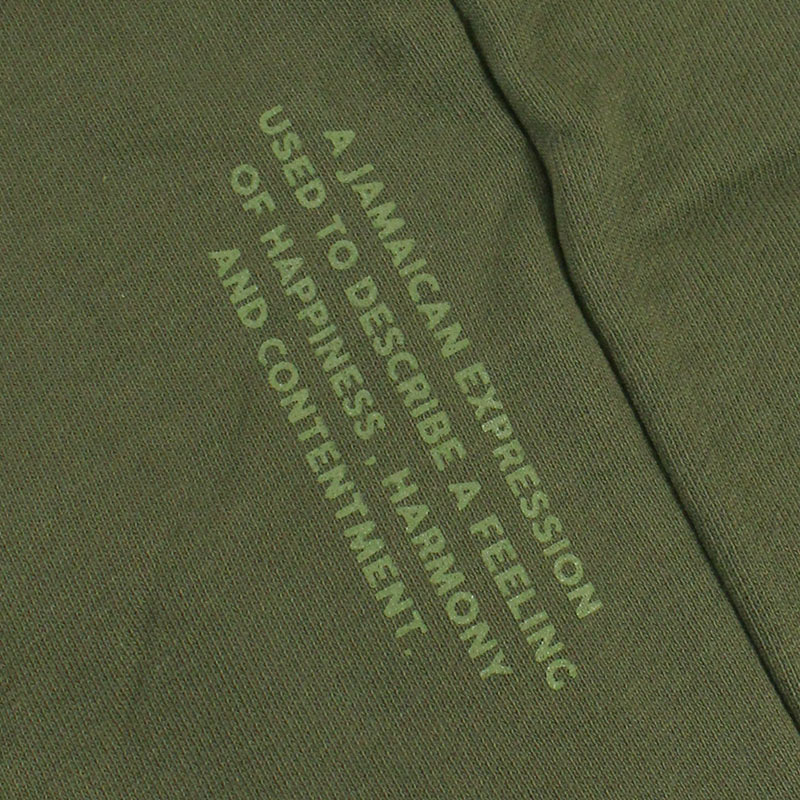 A JAMAICAN EXPRESSION
USED TO DESCRIBE A FEELING
OF HAPPINESS , HARMONY
AND CONTENTMENT.